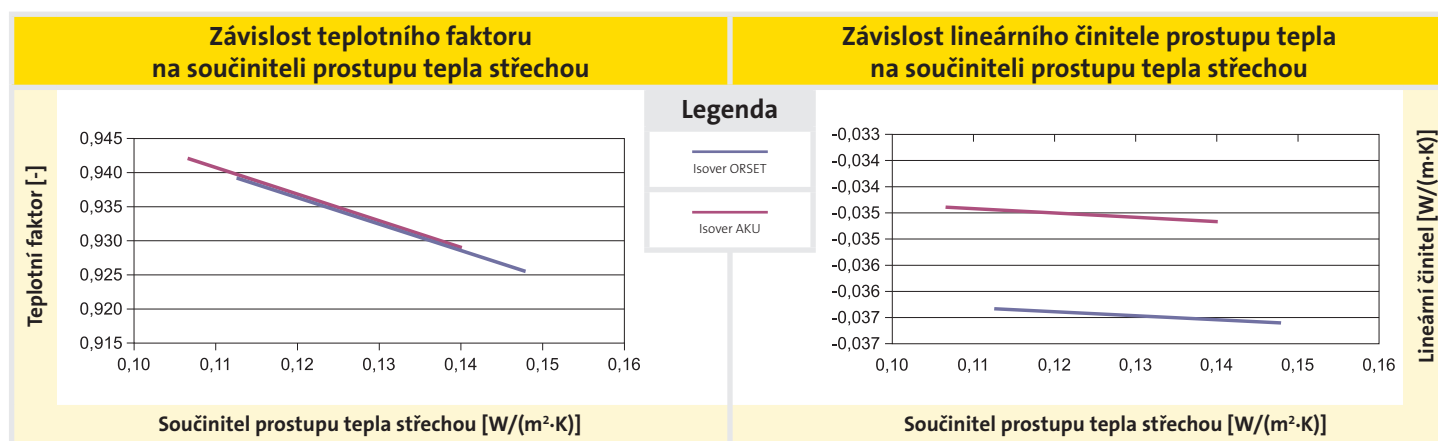 Závislost teplotního faktoru
na součiniteli prostupu tepla střechou
Teplotní faktor [-]
0,945
0,940
0,935
0,930
0,925
0,920
0,915
0,10
0,11
0,12
0,13
0,14
0,15
0,16
Součinitel prostupu tepla střechou [W/(m²·K)]
Legenda
Isover ORSET
Isover AKU
Závislost lineárního činitele prostupu tepla
na součiniteli prostupu tepla střechou
-0,033
-0,034
-0,034
-0,035
-0,035
-0,036
-0,036
-0,037
-0,037
0,10
0,11
0,12
0,13
0,14
0,15
0,16
Lineární činitel [W/(m·K)]
Součinitel prostupu tepla střechou [W/(m²·K)]